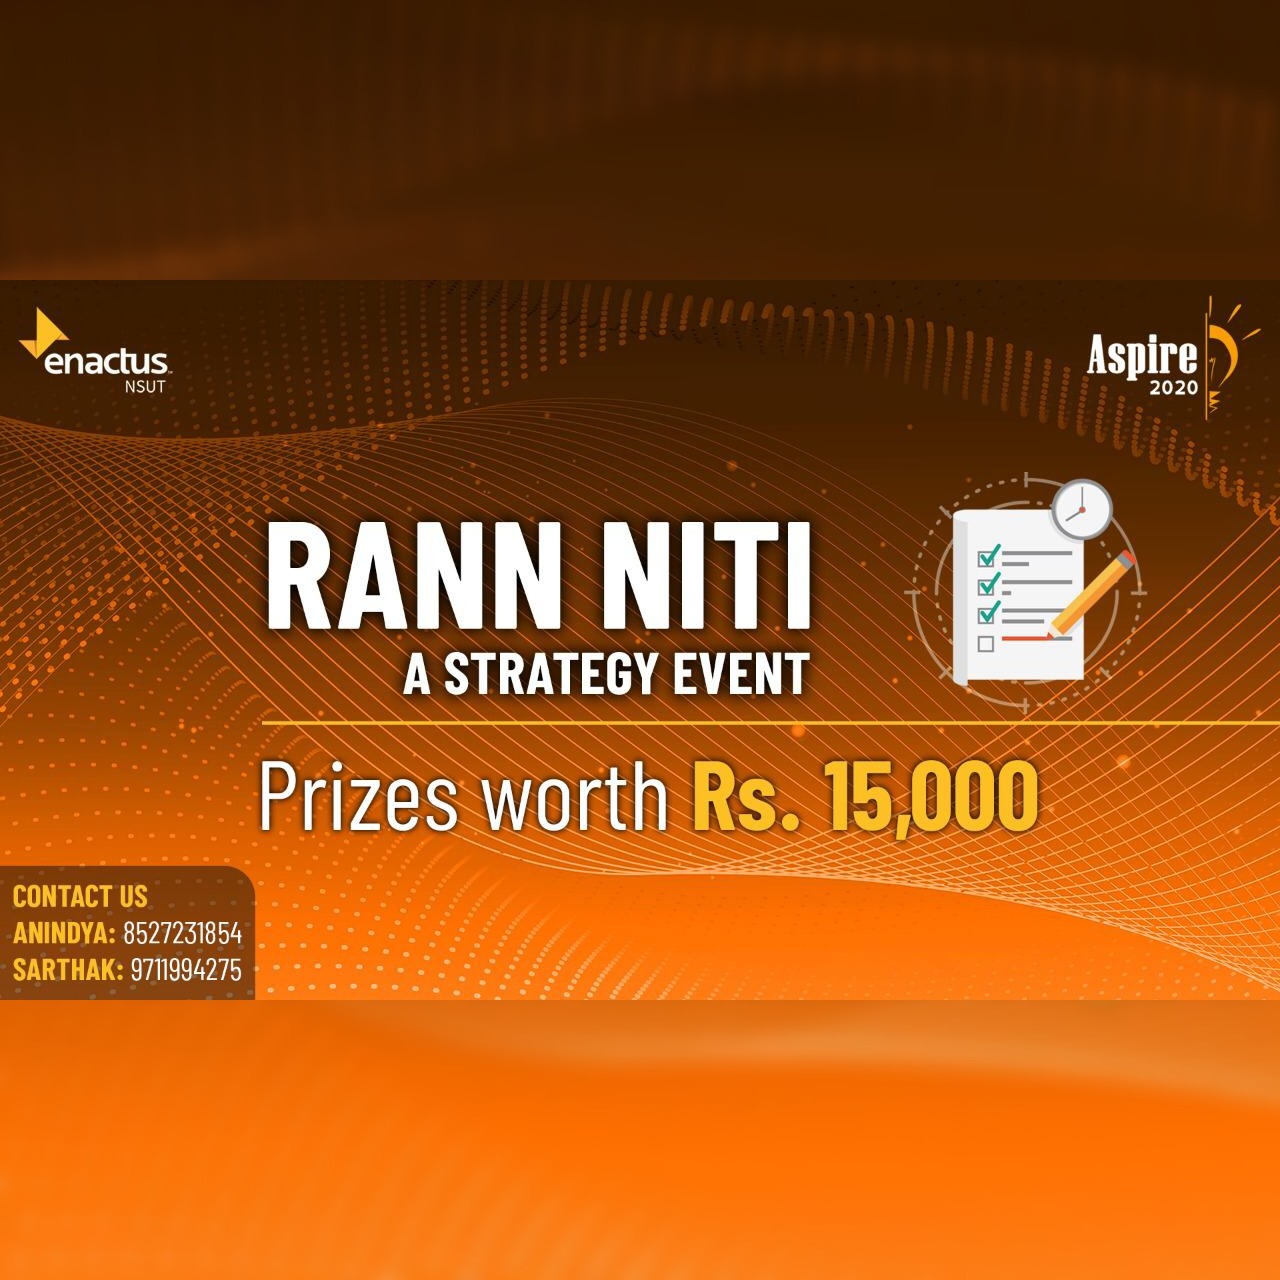 enactus
NSUT
Aspire
2020
RANN NITI
A STRATEGY EVENT
Prizes worth Rs. 15,000
CONTACT US
ANINDYA: 8527231854
SARTHAK: 9711994275